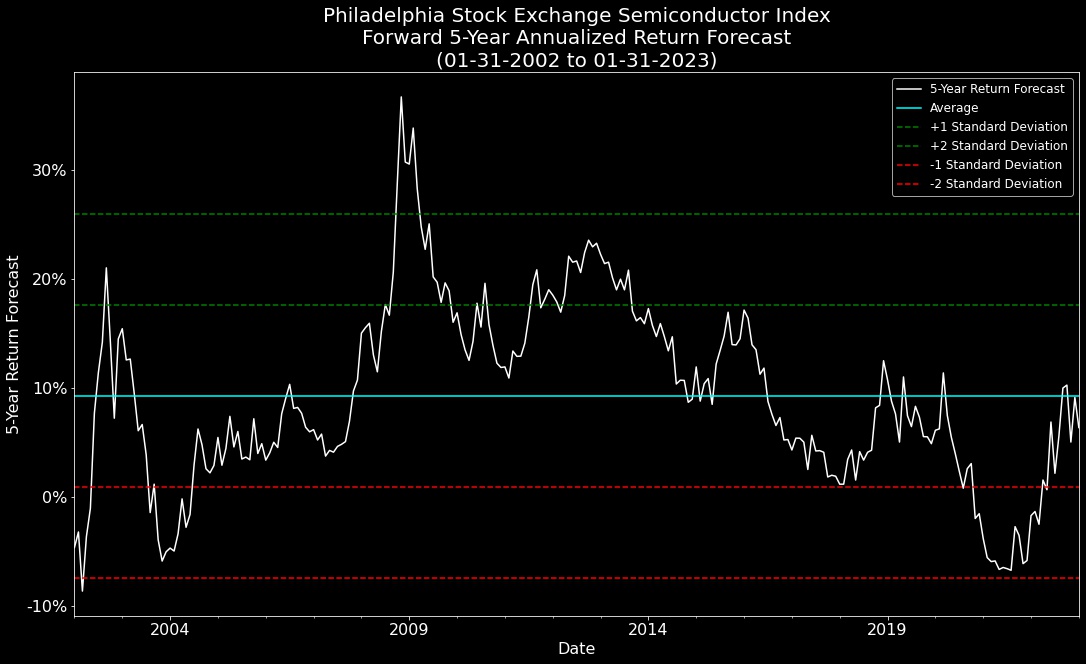 Philadelphia Stock Exchange Semiconductor Index
Forward 5-Year Annualized Return Forecast
(01-31-2002 to 01-31-2023)
5-Year Return Forecast
Average
+1 Standard Deviation
+2 Standard Deviation
-1 Standard Deviation
-2 Standard Deviation
5-Year Return Forecast
30%
20%
10%
0%
-10%
2004
2009
2014
2019
Date